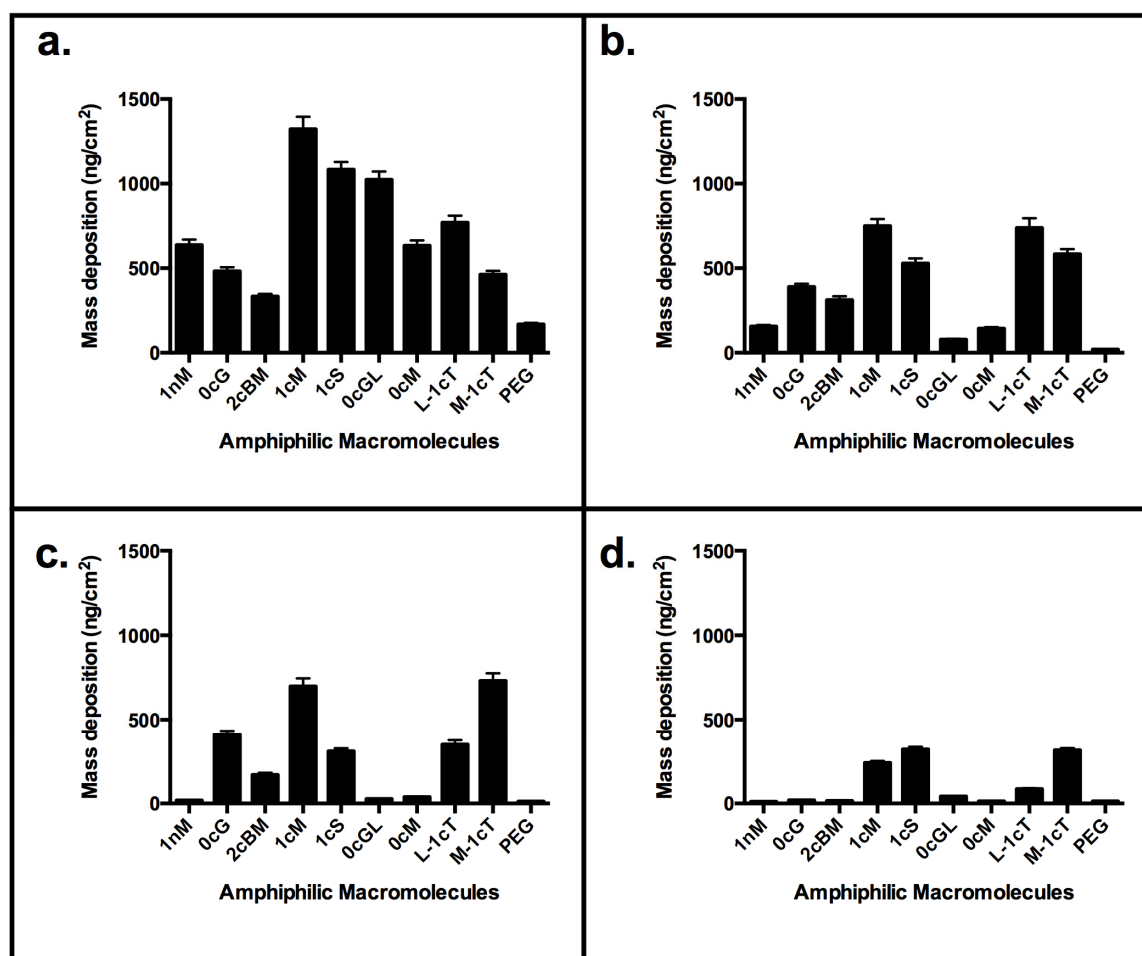 a.
Mass deposition (ng/cm²)
1500
1000
500
0
1nM
0cG
2cBM
1cM
1cS
0cGL
0cM
L-1cT
M-1cT
PEG
Amphiphilic Macromolecules
b.
Mass deposition (ng/cm²)
1500
1000
500
0
1nM
0cG
2cBM
1cM
1cS
0cGL
0cM
L-1cT
M-1cT
PEG
Amphiphilic Macromolecules
c.
Mass deposition (ng/cm²)
1500
1000
500
0
1nM
0cG
2cBM
1cM
1cS
0cGL
0cM
L-1cT
M-1cT
PEG
Amphiphilic Macromolecules
d.
Mass deposition (ng/cm²)
1500
1000
500
0
1nM
0cG
2cBM
1cM
1cS
0cGL
0cM
L-1cT
M-1cT
PEG
Amphiphilic Macromolecules